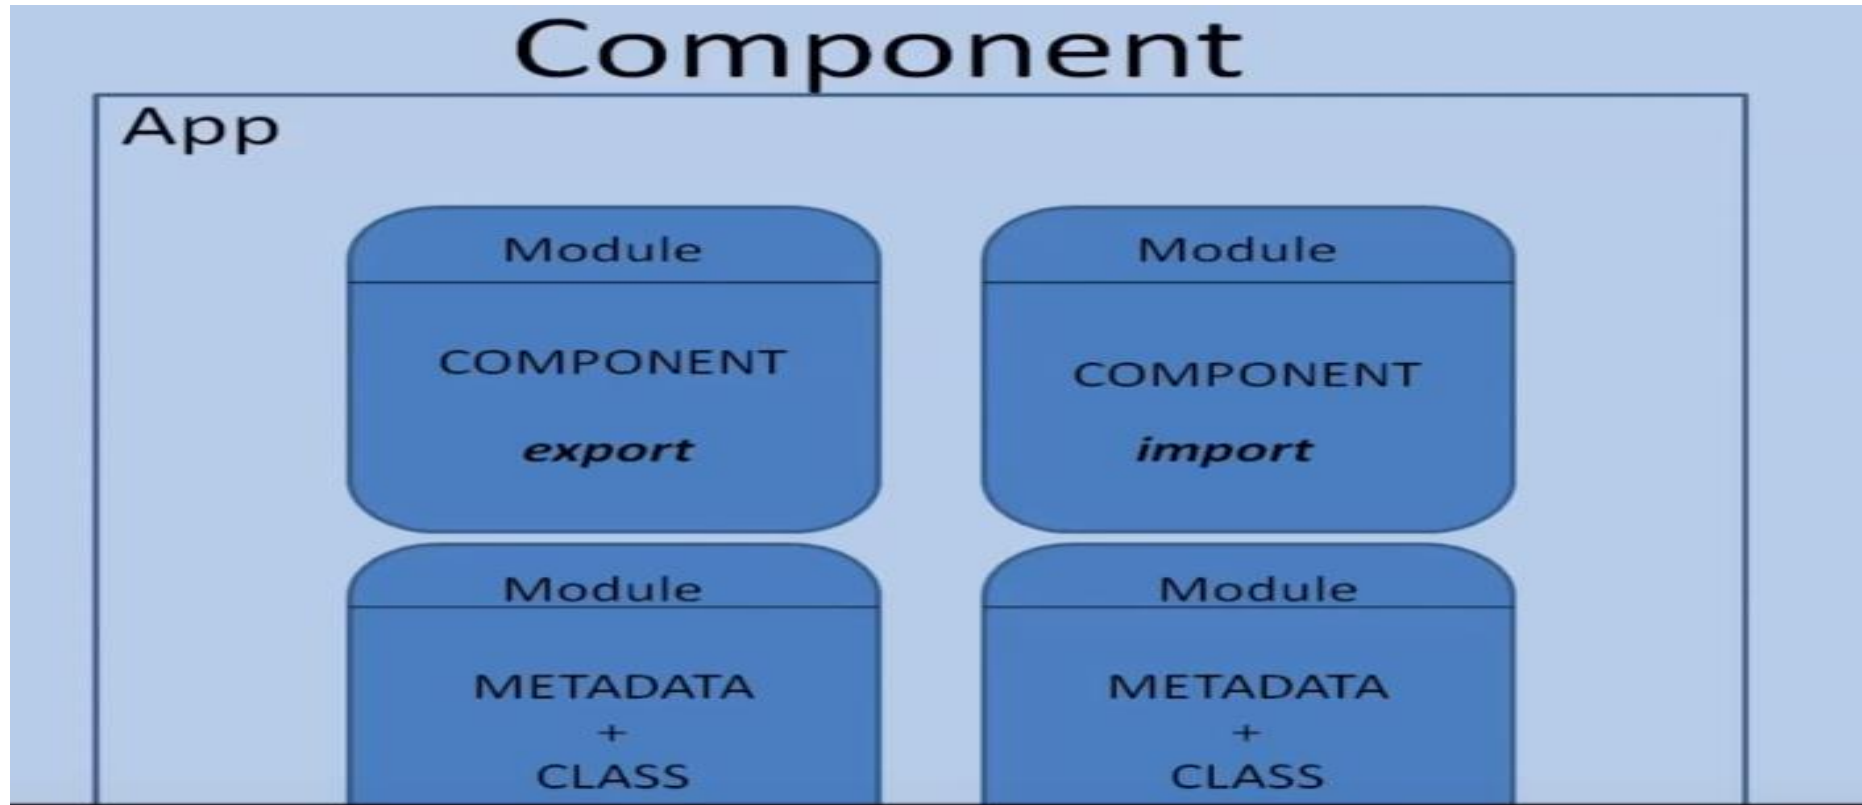 Component
App
Module
COMPONENT
export
Module
COMPONENT
import
Module
METADATA
+
CLASS
Module
METADATA
+
CLASS